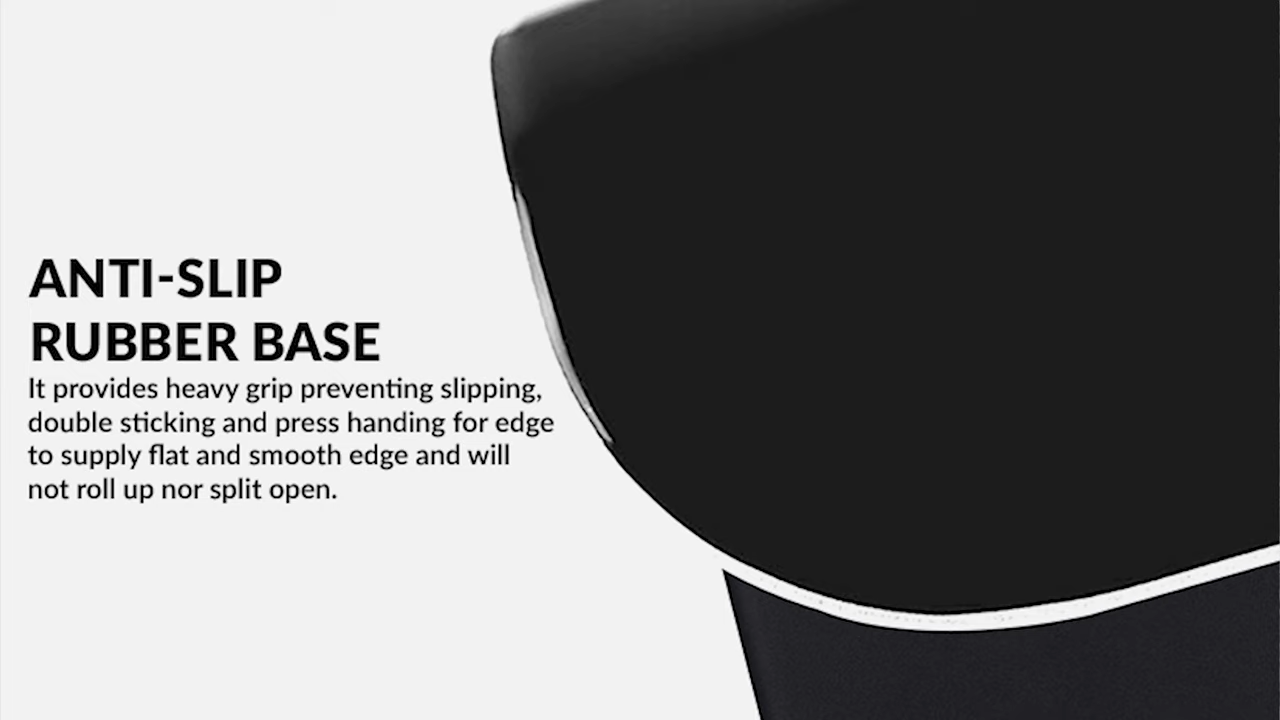 ANTI-SLIP
RUBBER BASE
It provides heavy grip preventing slipping,
double sticking and press handing for edge
to supply flat and smooth edge and will
not roll up nor split open.